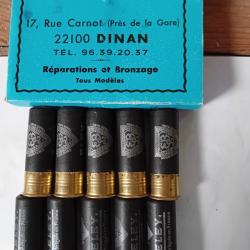 17, Rue Carnot (Près de la Gare)
22100 DINAN
TÉL. 96.39.20.37
Réparations et Bronzage
Tous Modèles